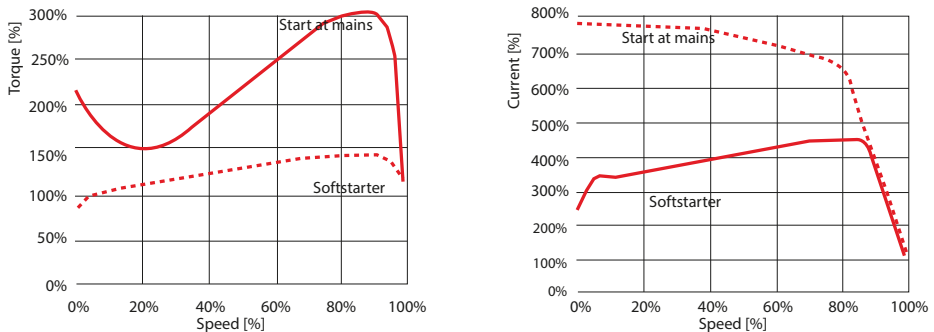 Torque [%]
300%
250%
200%
150%
100%
50%
0%
0% 20% 40% 60% 80% 100%
Speed [%]
Start at mains
Softstarter
Current [%]
800%
700%
600%
500%
400%
300%
200%
100%
0%
0% 20% 40% 60% 80% 100%
Speed [%]
Start at mains
Softstarter